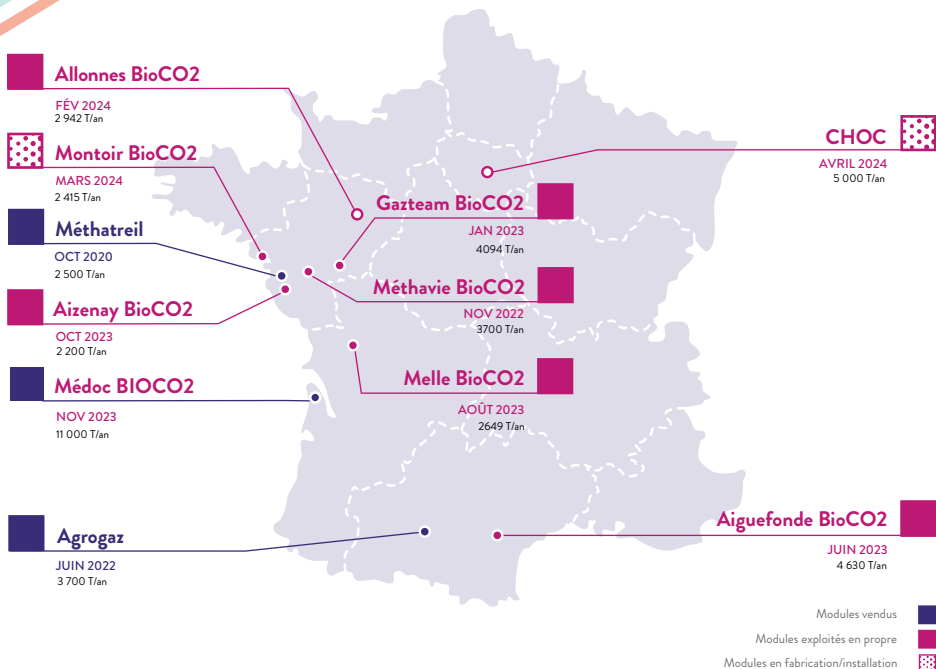 Allonnes BioCO2
FÉV 2024
2 942 T/an
Montoir BioCO2
MARS 2024
2 415 T/an
Méthatreil
OCT 2020
2 500 T/an
Aizenay BioCO2
OCT 2023
2 200 T/an
Médoc BIOCO2
NOV 2023
11 000 T/an
Agrogaz
JUIN 2022
3 700 T/an
Gazteam BioCO2
JAN 2023
4094 T/an
Méthavie BioCO2
NOV 2022
3700 T/an
Melle BioCO2
AOÛT 2023
2649 T/an
CHOC
AVRIL 2024
5 000 T/an
Aiguefonde BioCO2
JUIN 2023
4 630 T/an
Modules vendus
Modules exploités en propre
Modules en fabrication/installation